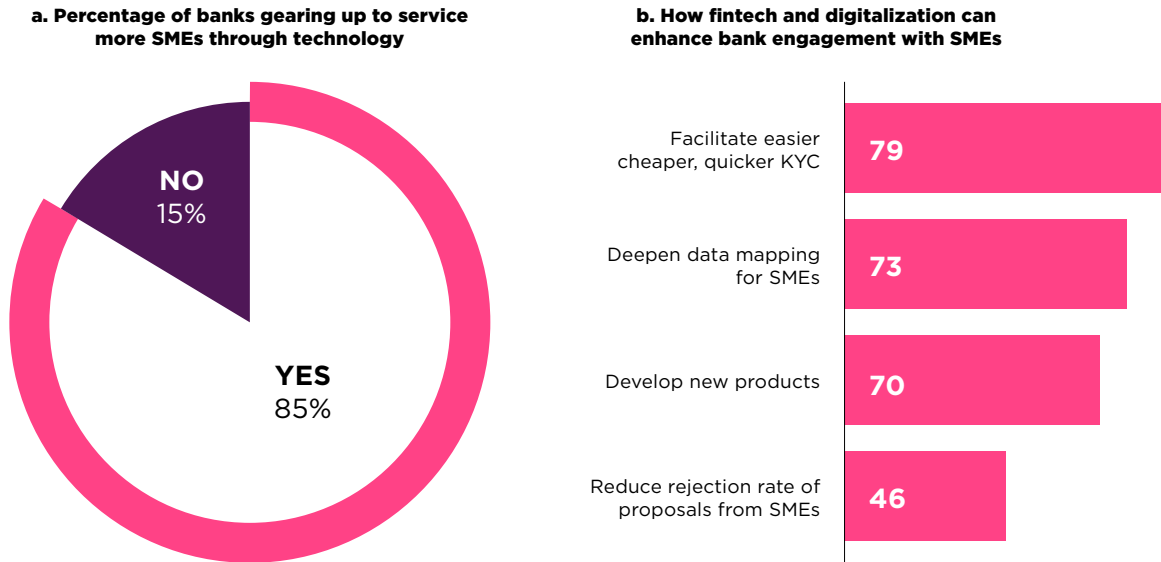 a. Percentage of banks gearing up to service
more SMEs through technology
NO
15%
YES
85%
b. How fintech and digitalization can
enhance bank engagement with SMEs
Facilitate easier
cheaper, quicker KYC
79
Deepen data mapping
for SMEs
73
Develop new products
70
Reduce rejection rate of
proposals from SMEs
46